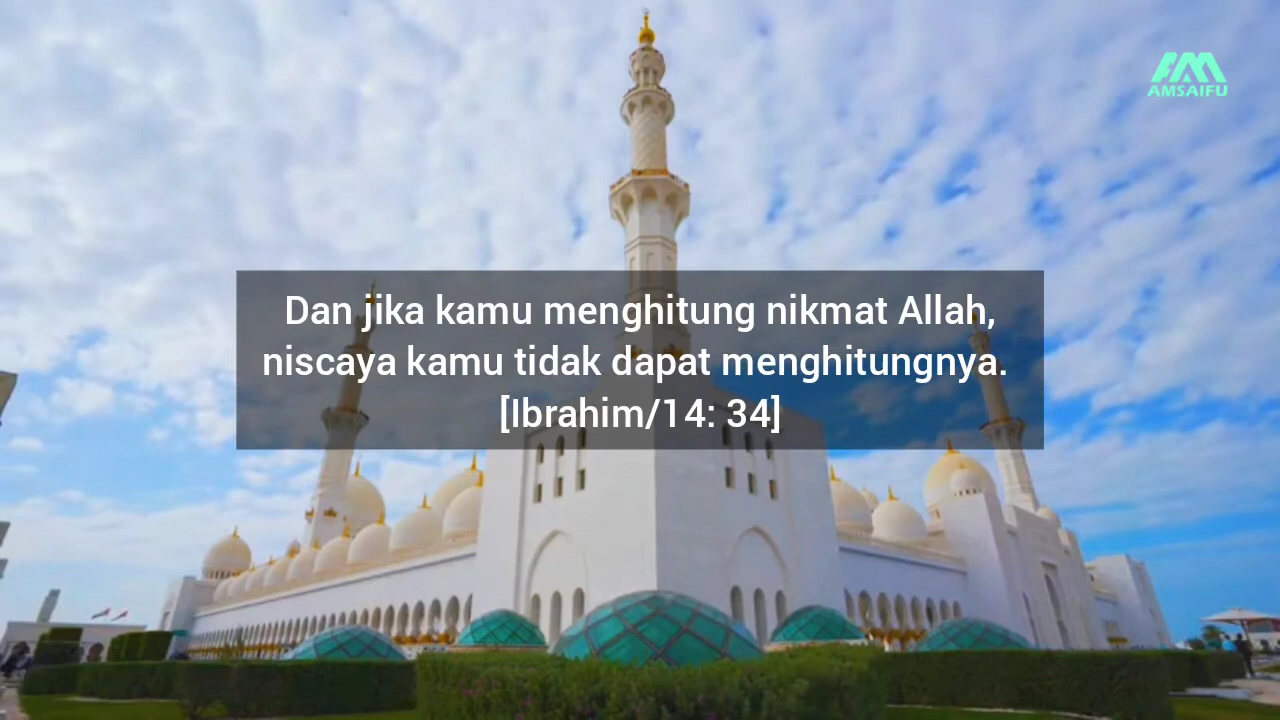 AMSAIFU
Dan jika kamu menghitung nikmat Allah,
niscaya kamu tidak dapat menghitungnya.
[Ibrahim/14: 34]